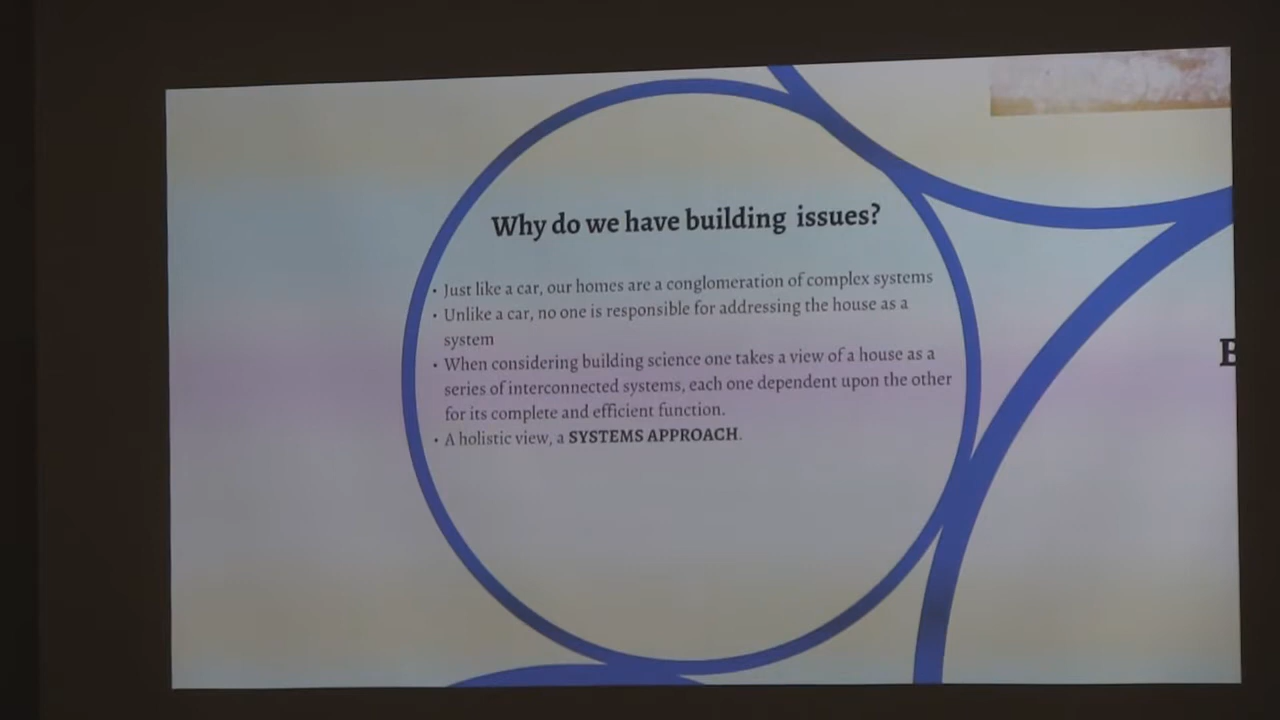 Why do we have building issues?
• Just like a car, our homes are a conglomeration of complex systems
• Unlike a car, no one is responsible for addressing the house as a
system
• When considering building science one takes a view of a house as a
series of interconnected systems, each one dependent upon the other
for its complete and efficient function.
• A holistic view, a SYSTEMS APPROACH.